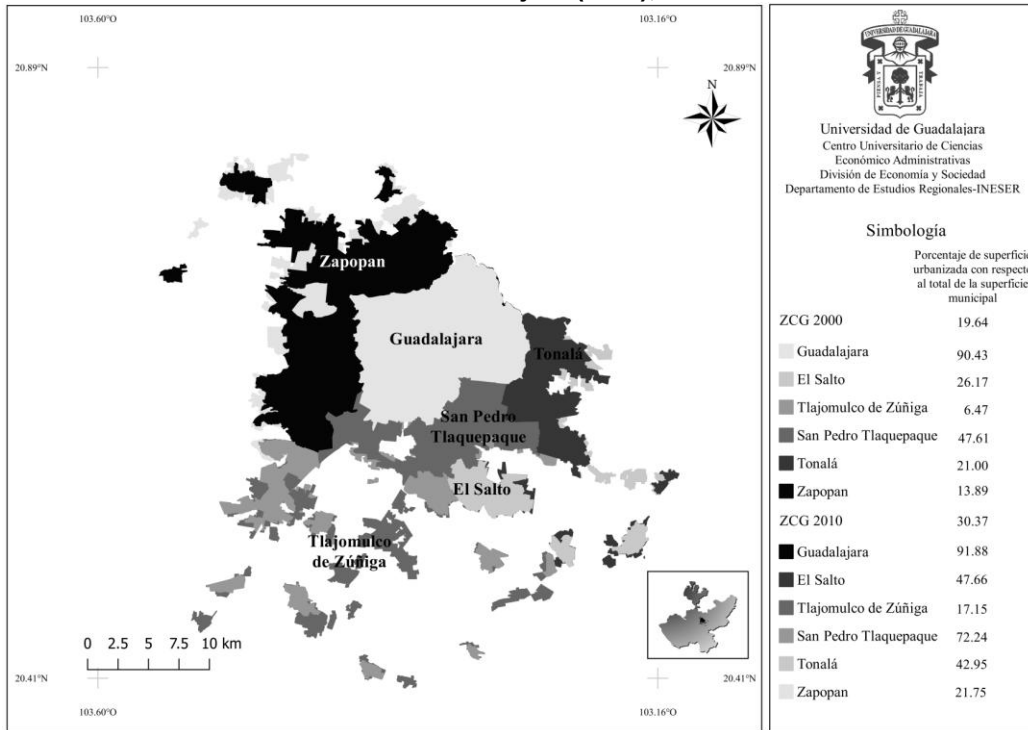 103.60°O
103.16°O
20.89°N
20.89°N
N
Zapopan
Guadalajara
Tonalá
San Pedro
Tlaquepaque
El Salto
Tlajomulco
de Zúñiga
0 2.5 5 7.5 10 km
20.41°N
20.41°N
103.60°O
103.16°O
UNIVERSIDAD DE GUADALAJARA
PIENSA Y
TRABAJA
Universidad de Guadalajara
Centro Universitario de Ciencias
Económico Administrativas
División de Economía y Sociedad
Departamento de Estudios Regionales-INESER
Simbología
Porcentaje de superficie
urbanizada con respecto
al total de la superficie
municipal
ZCG 2000 19.64
Guadalajara 90.43
El Salto 26.17
Tlajomulco de Zúñiga 6.47
San Pedro Tlaquepaque 47.61
Tonalá 21.00
Zapopan 13.89
ZCG 2010 30.37
Guadalajara 91.88
El Salto 47.66
Tlajomulco de Zúñiga 17.15
San Pedro Tlaquepaque 72.24
Tonalá 42.95
Zapopan 21.75